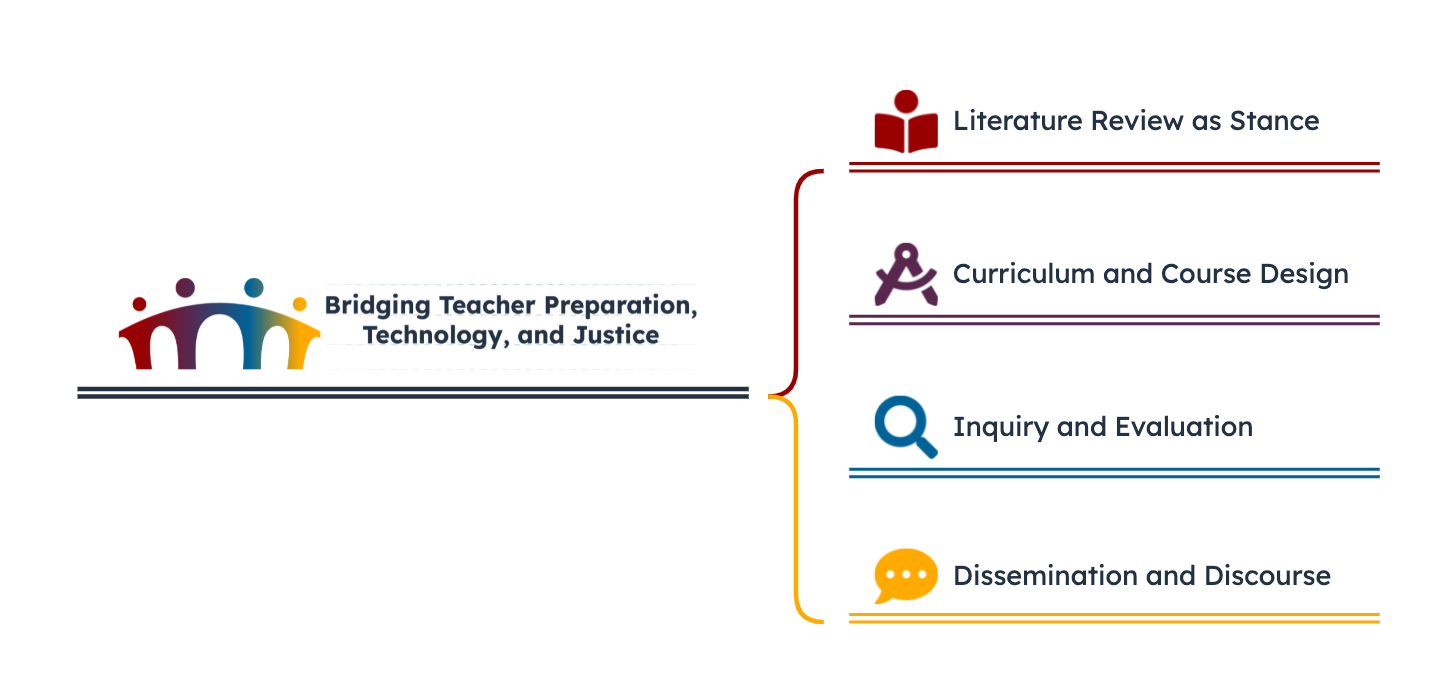 Bridging Teacher Preparation,
Technology, and Justice
Literature Review as Stance
Curriculum and Course Design
Inquiry and Evaluation
Dissemination and Discourse